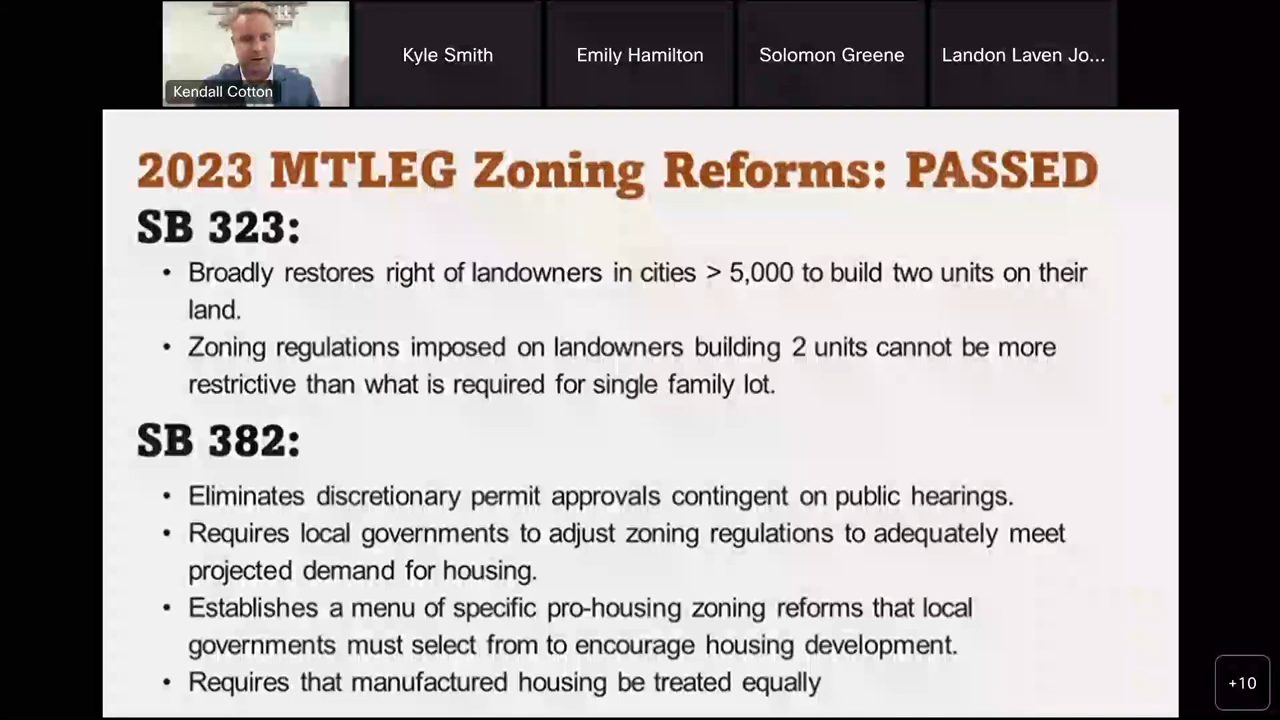 Kendall Cotton
Kyle Smith
Emily Hamilton
Solomon Greene
Landon Laven Jo...
2023 MTLEG Zoning Reforms: PASSED
SB 323:
• Broadly restores right of landowners in cities > 5,000 to build two units on their
land.
• Zoning regulations imposed on landowners building 2 units cannot be more
restrictive than what is required for single family lot.
SB 382:
• Eliminates discretionary permit approvals contingent on public hearings.
• Requires local governments to adjust zoning regulations to adequately meet
projected demand for housing.
• Establishes a menu of specific pro-housing zoning reforms that local
governments must select from to encourage housing development.
• Requires that manufactured housing be treated equally
+10